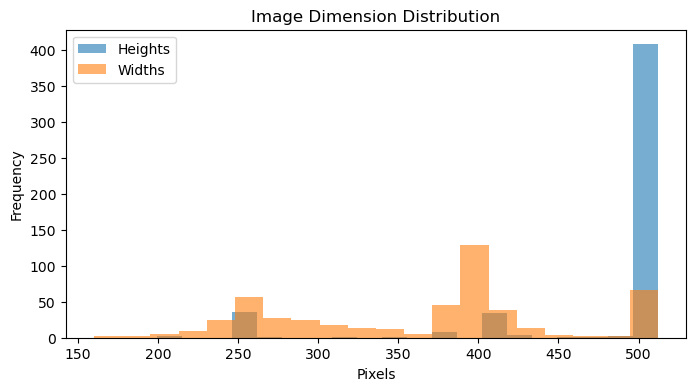 Image Dimension Distribution
Heights
Widths
Frequency
400
350
300
250
200
150
100
50
0
150 200 250 300 350 400 450 500
Pixels